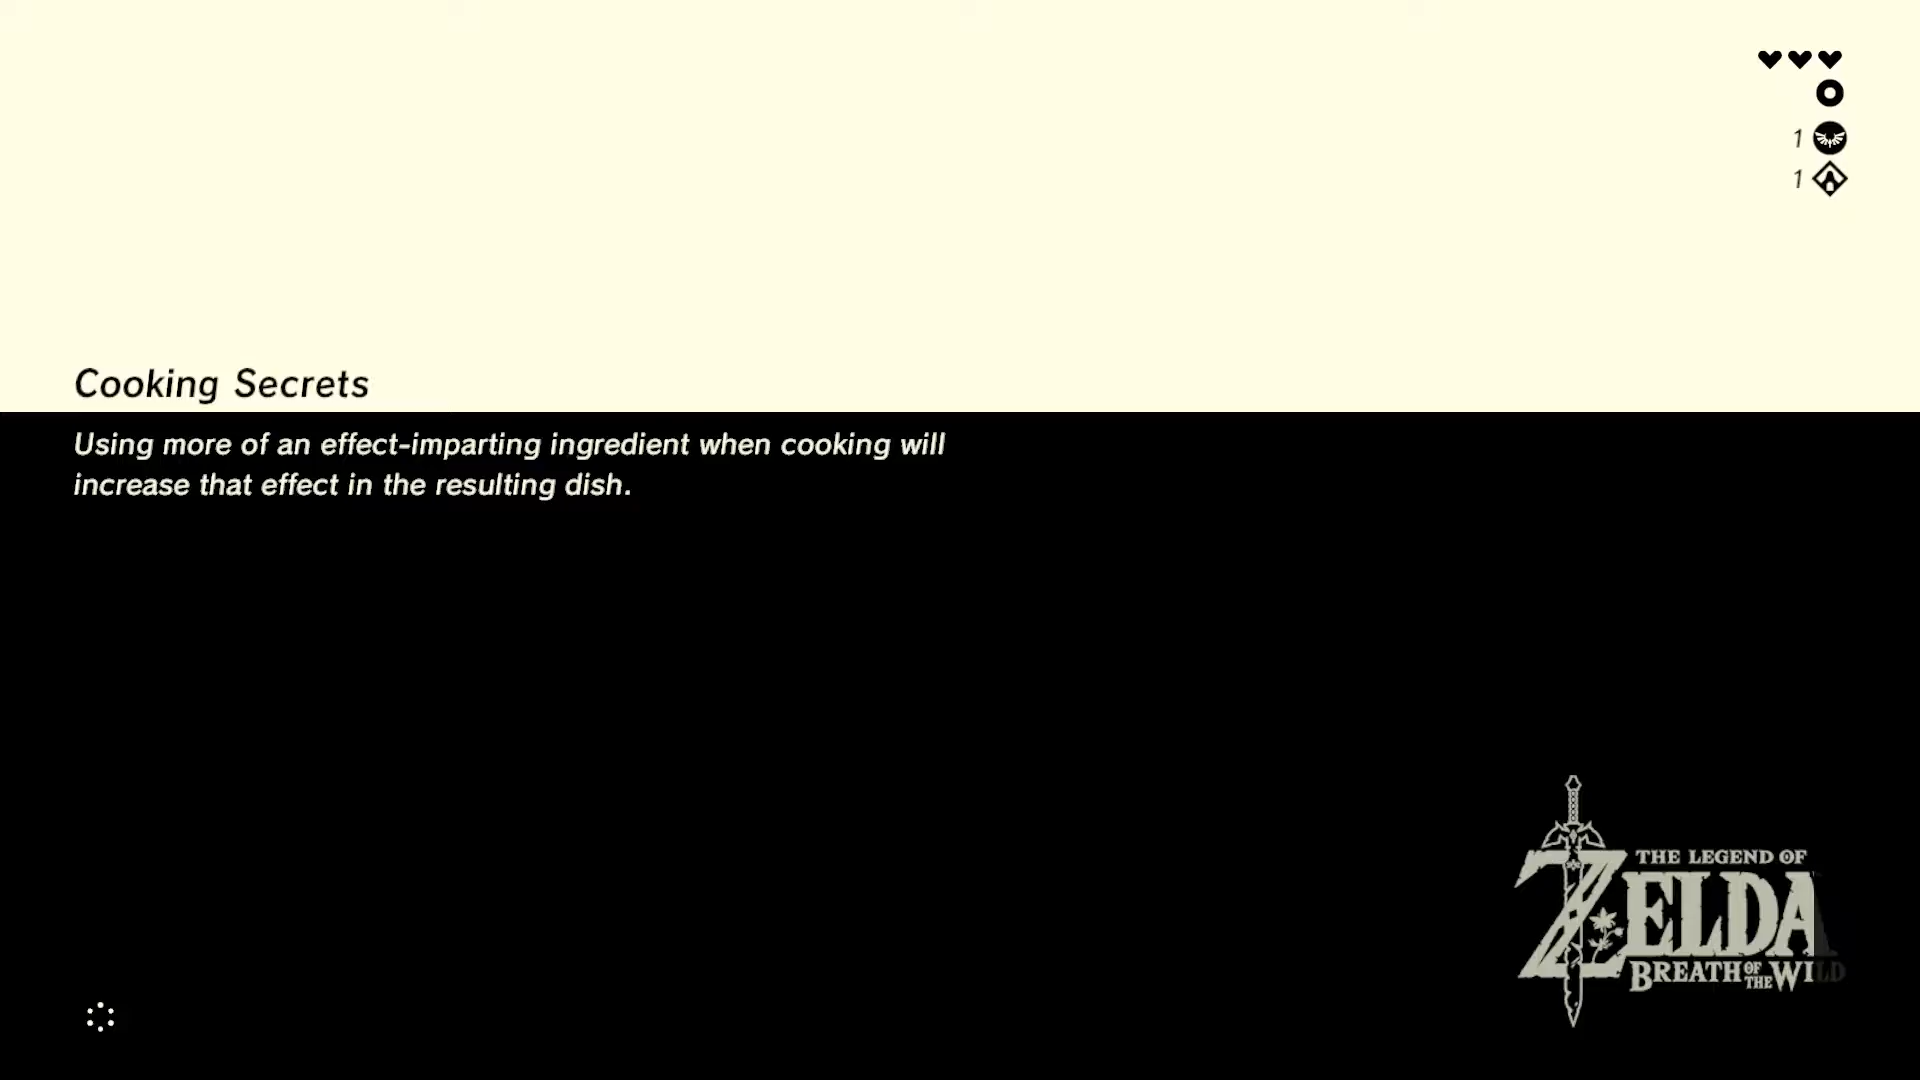 1
1
Cooking Secrets
Using more of an effect-imparting ingredient when cooking will
increase that effect in the resulting dish.
THE LEGEND OF
ZELDA
BREATH OF THE WILD